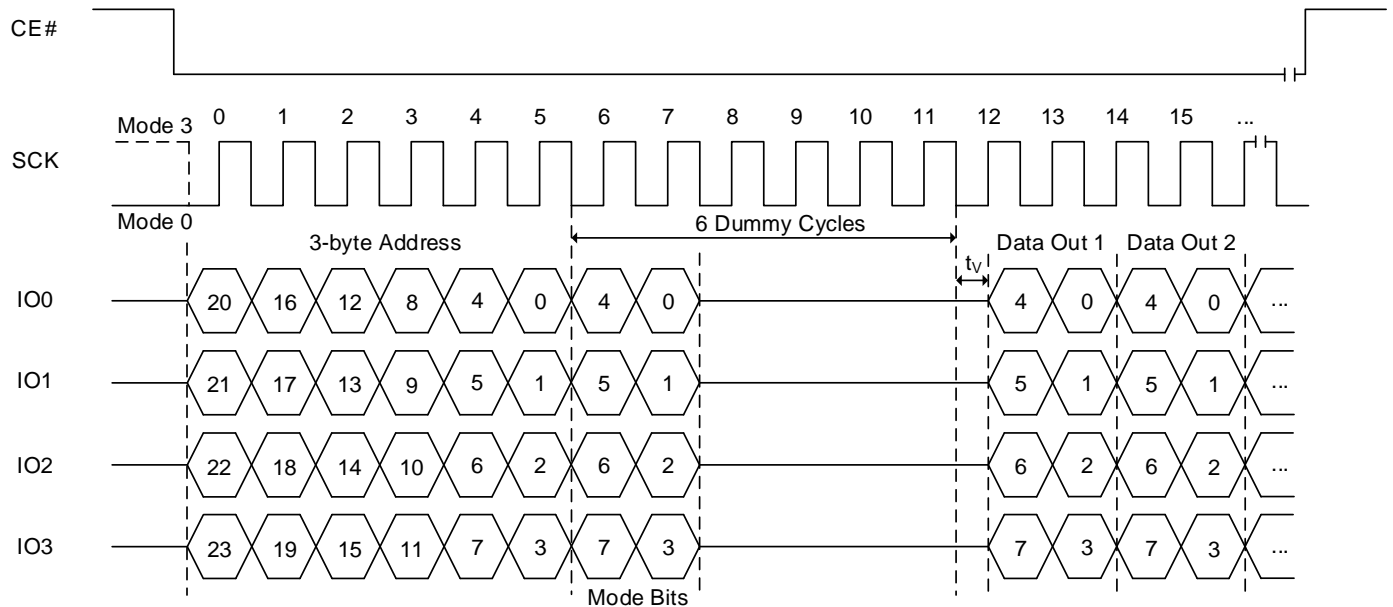 CE#
0 1 2 3 4 5 6 7 8 9 10 11 12 13 14 15 ...
Mode 3
SCK
Mode 0
6 Dummy Cycles
3-byte Address Data Out 1 Data Out 2
tV
IO0 20 16 12 8 4 0 4 0 4 0 4 0 ...
IO1 21 17 13 9 5 1 5 1 5 1 5 1 ...
IO2 22 18 14 10 6 2 6 2 6 2 6 2 ...
IO3 23 19 15 11 7 3 7 3 7 3 7 3 ...
Mode Bits